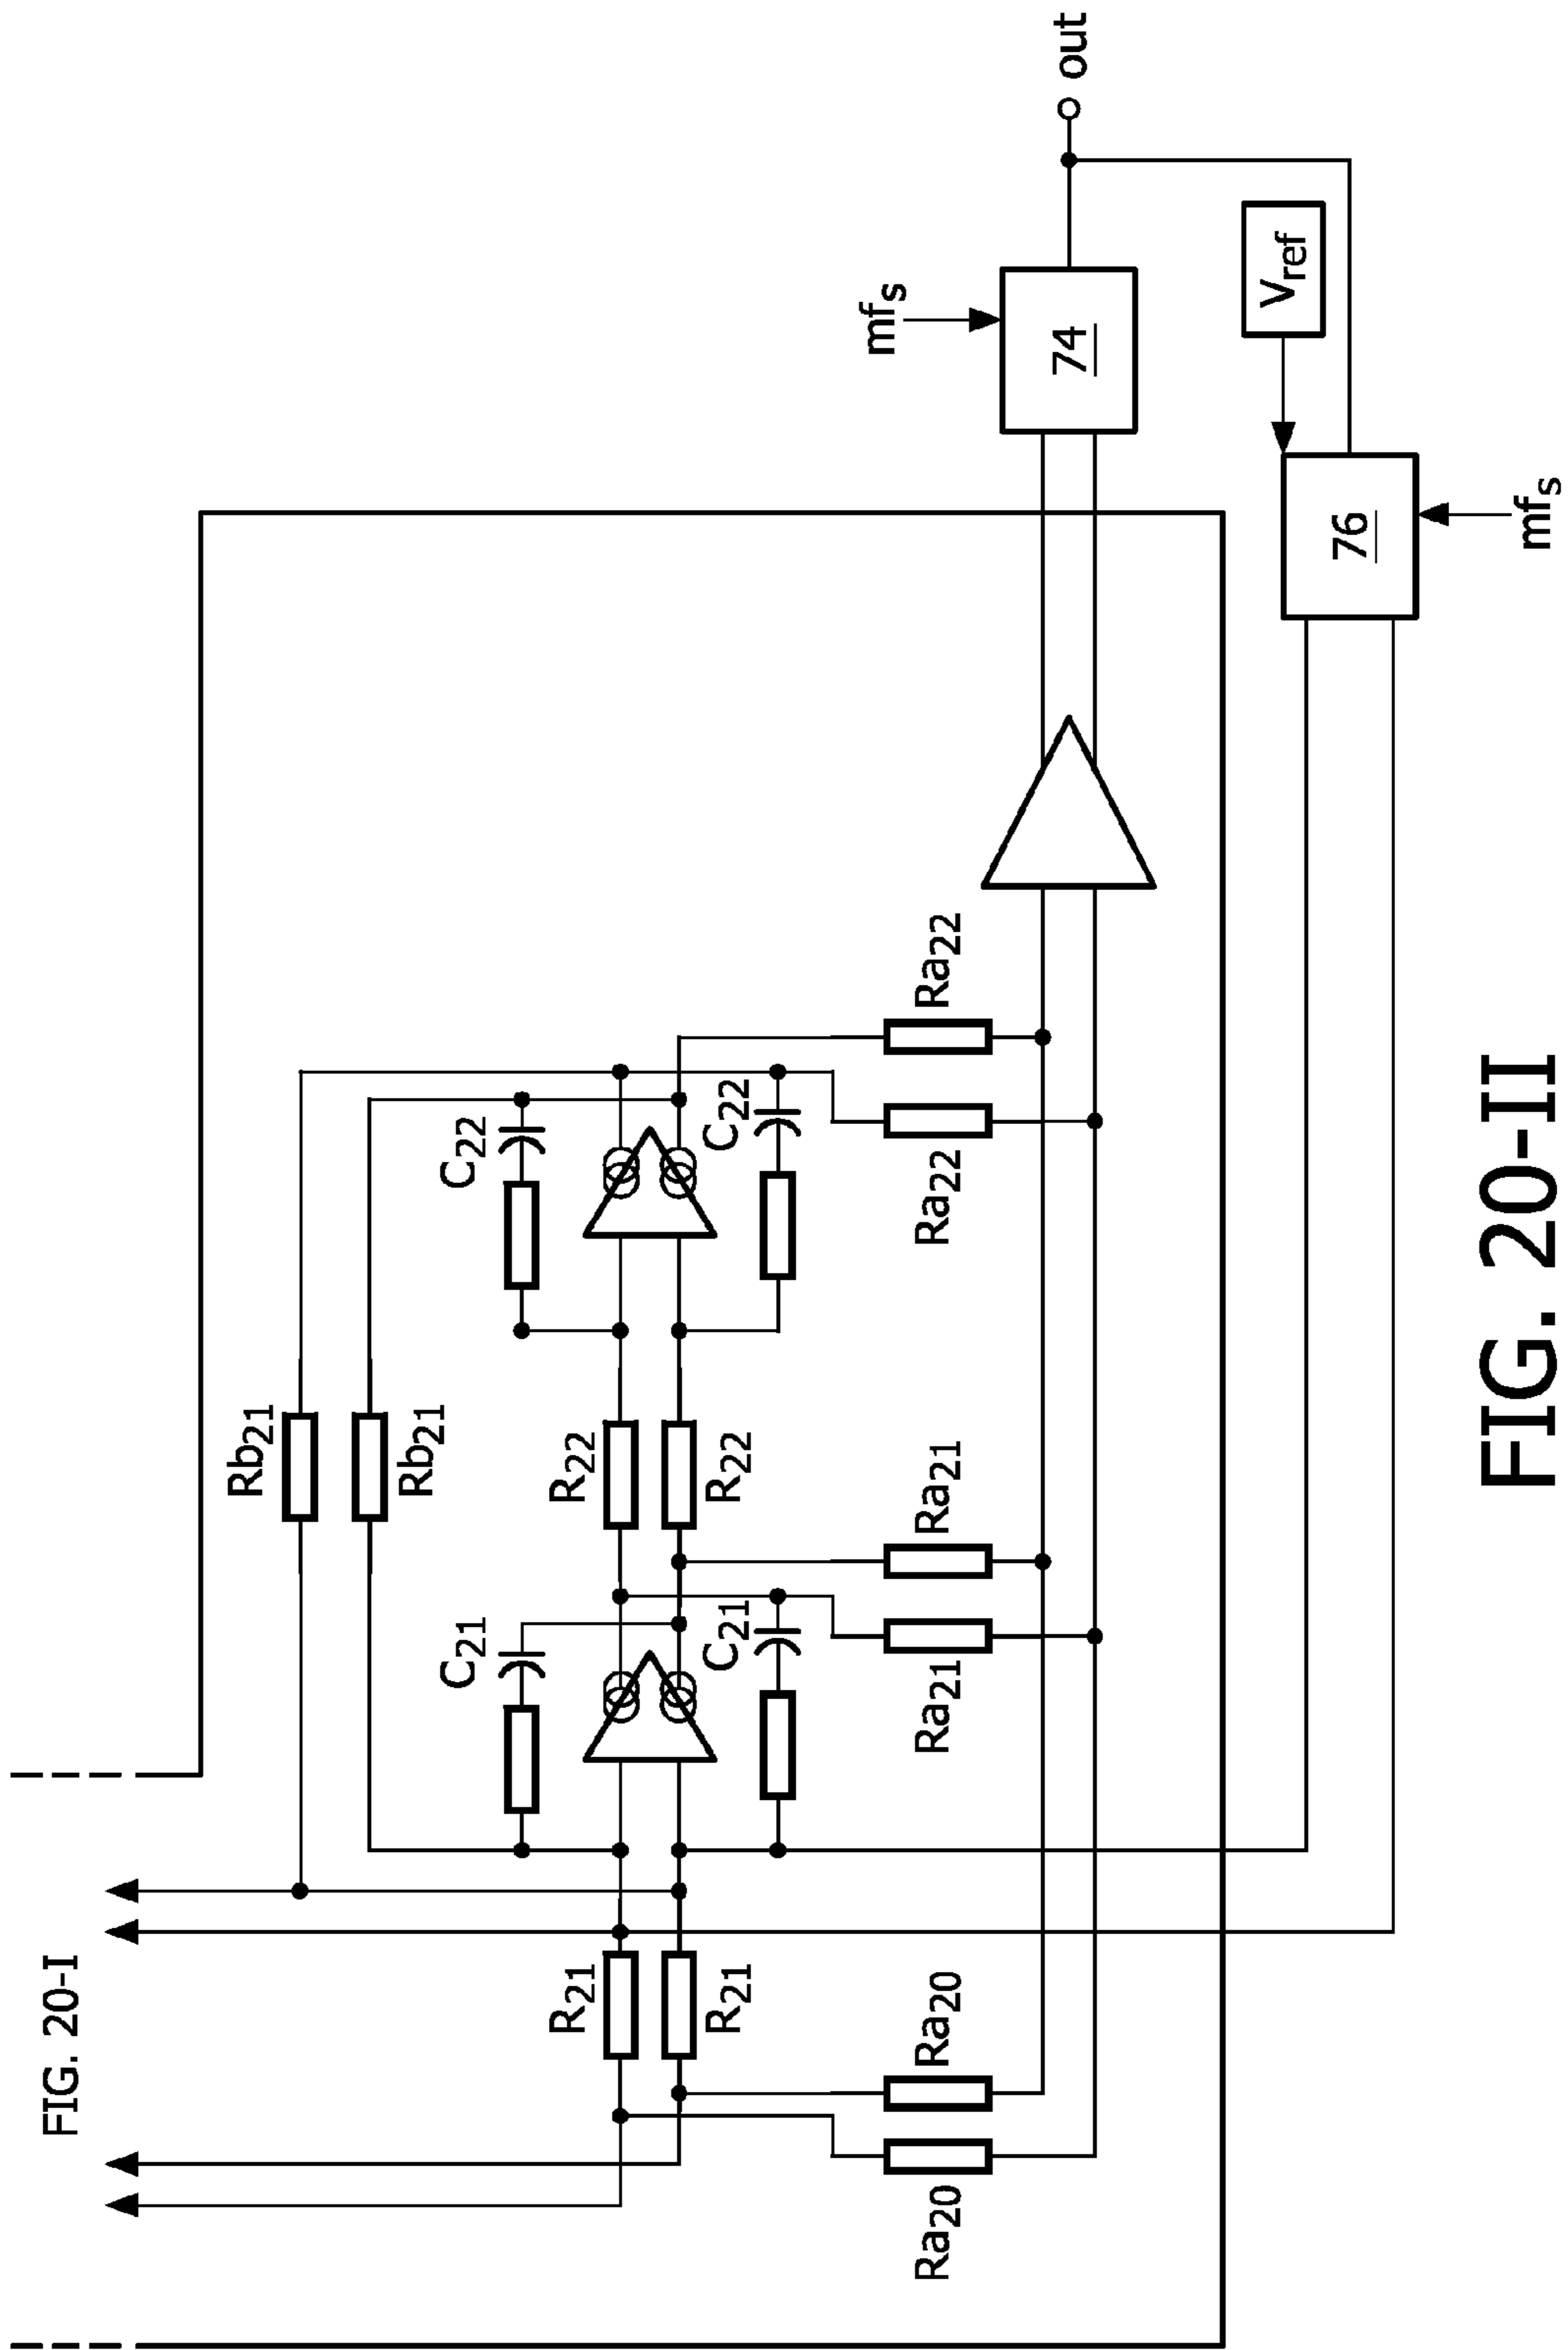 FIG. 20-I
Rb21
Rb21
C21
C22
R21
R22
R21
C21
R22
C22
Ra20
Ra20
Ra21
Ra21
Ra22
Ra22
mfs
74
out
Vref
76
mfs
FIG. 20-II